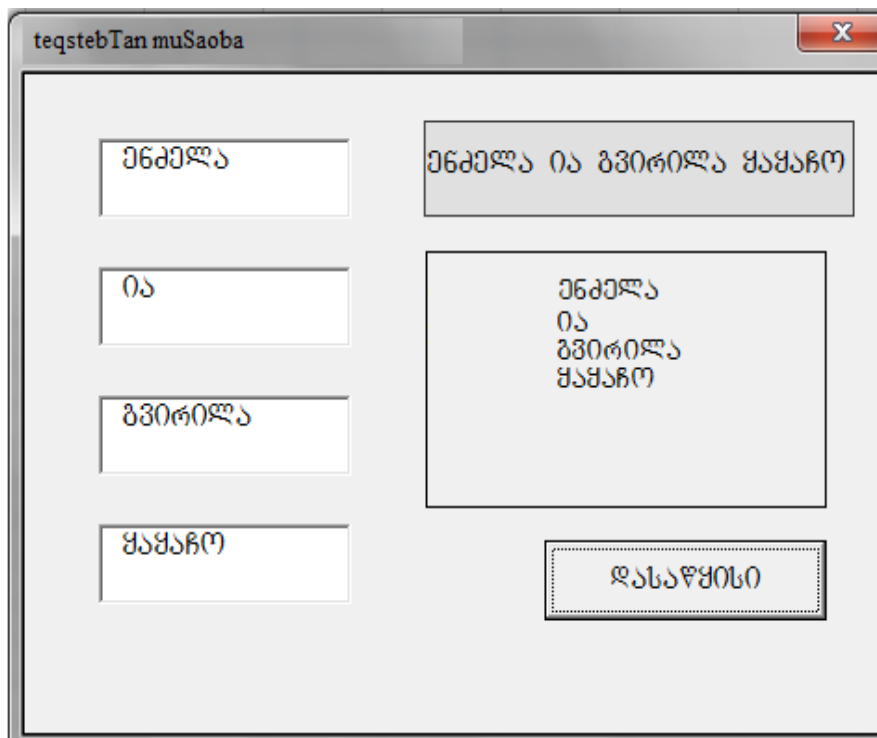 teqstebTan muSaoba
ენძელა
ია
გვირილა
ყაყაჩო
ენძელა ია გვირილა ყაყაჩო
ენძელა
ია
გვირილა
ყაყაჩო
დასაწყისი